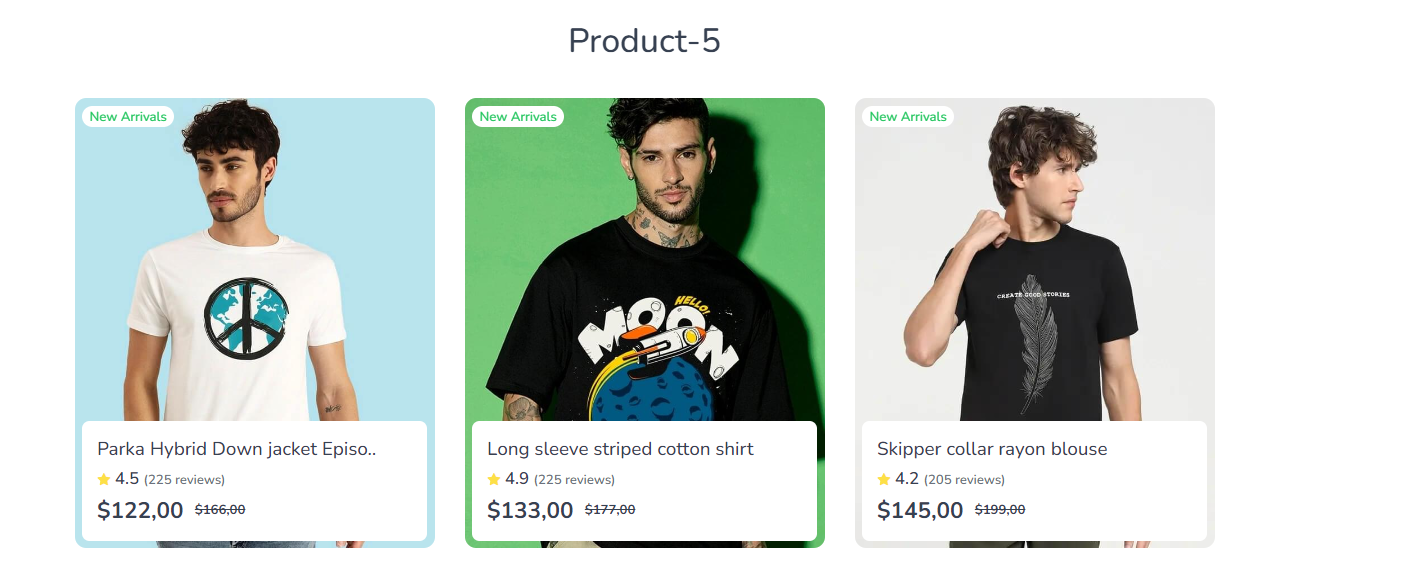 Product-5
New Arrivals
Parka Hybrid Down jacket Episo..
4.5 (225 reviews)
$122,00 $166,00
New Arrivals
HELLO!
MOON
Long sleeve striped cotton shirt
4.9 (225 reviews)
$133,00 $177,00
New Arrivals
CREATE GOOD STORIES
Skipper collar rayon blouse
4.2 (205 reviews)
$145,00 $199,00